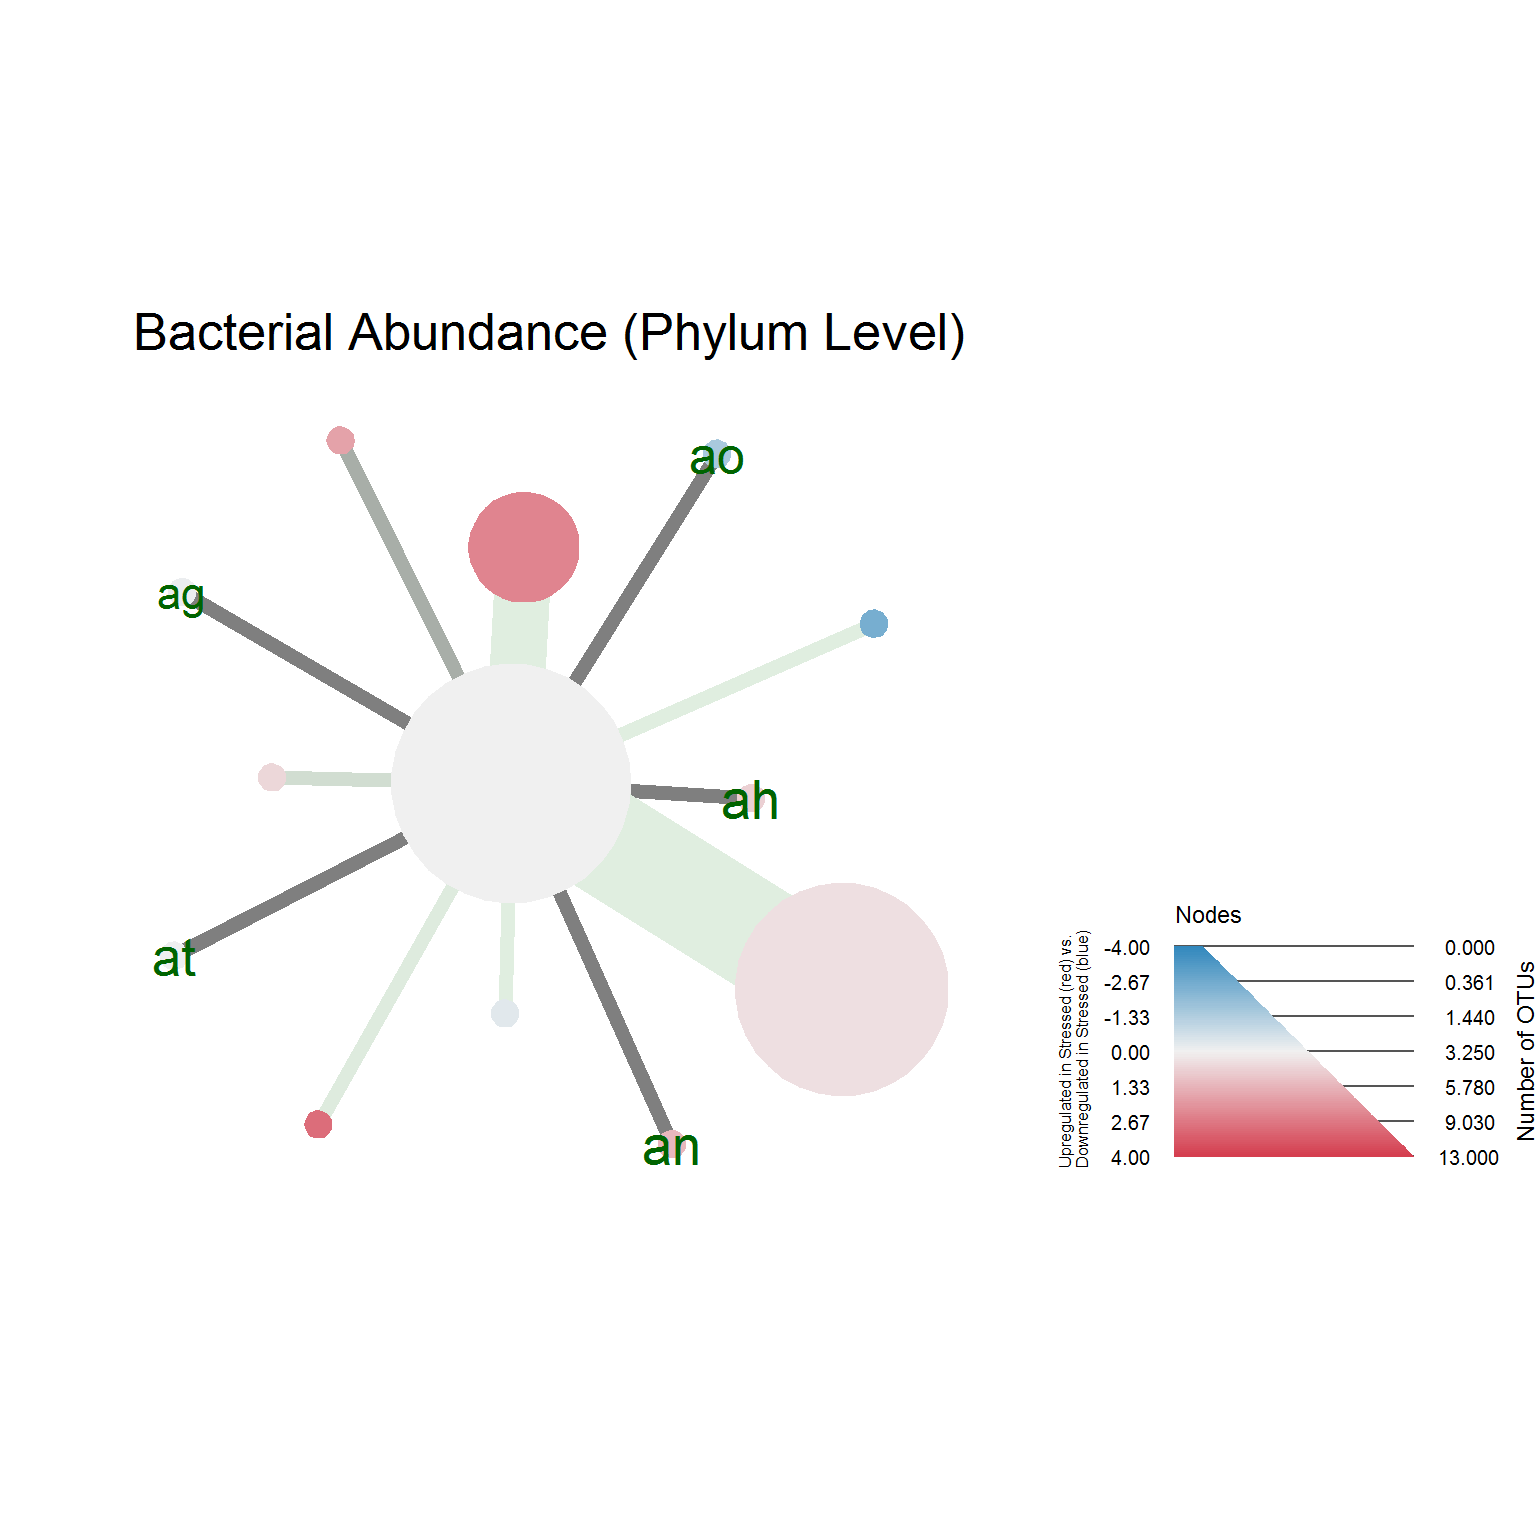 Bacterial Abundance (Phylum Level)
ao
ag
ah
at
an
Nodes
Upregulated in Stressed (red) vs.
Downregulated in Stressed (blue)
-4.00 0.000
-2.67 0.361
-1.33 1.440
0.00 3.250
1.33 5.780
2.67 9.030
4.00 13.000
Number of OTUs